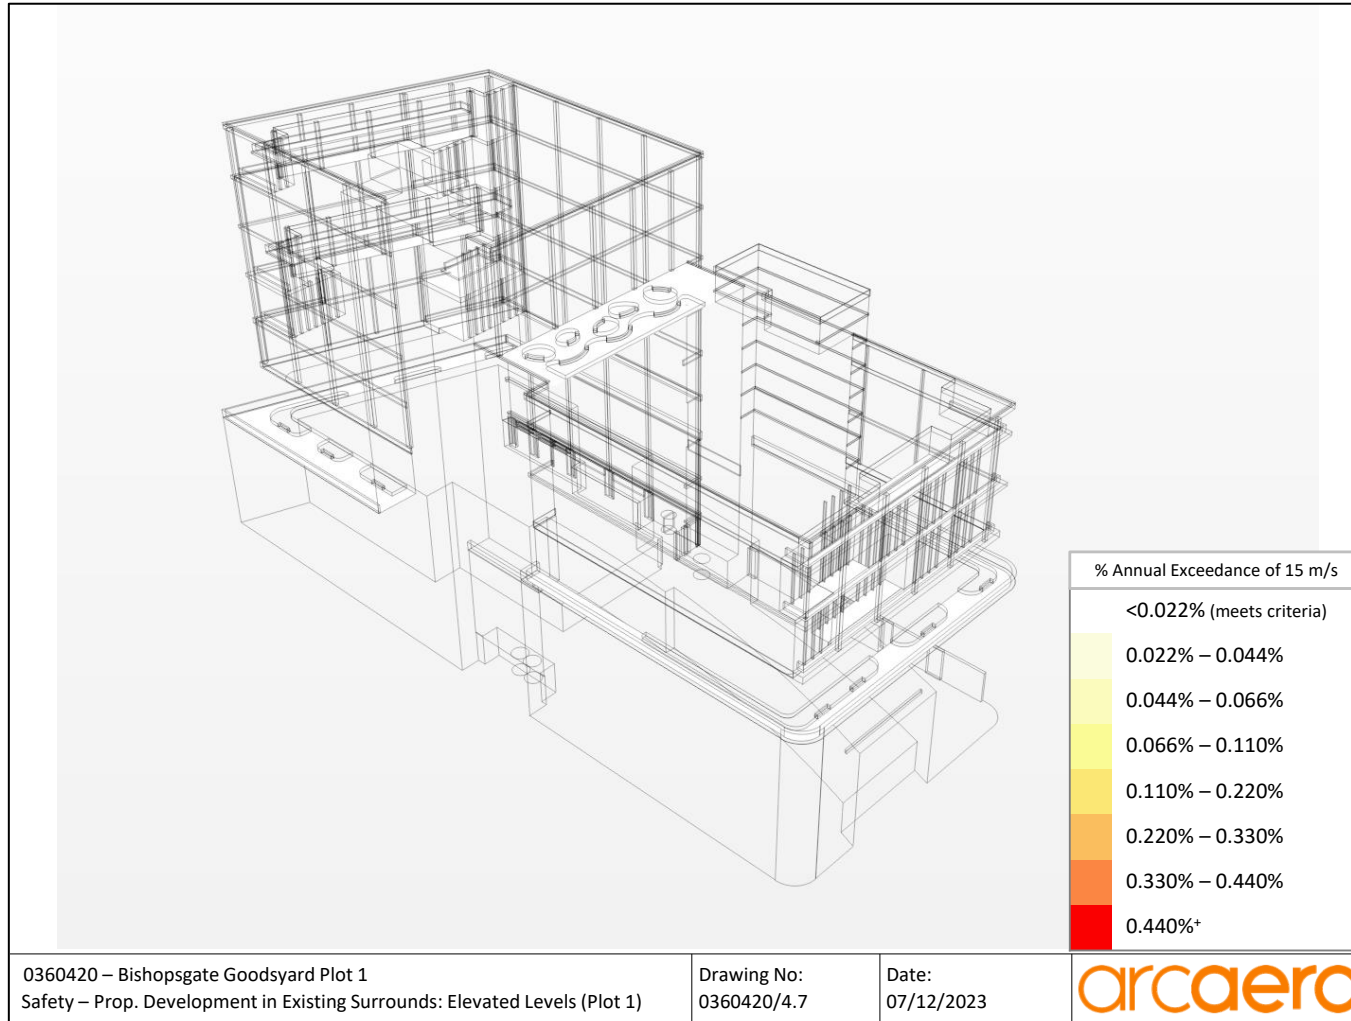 % Annual Exceedance of 15 m/s
<0.022% (meets criteria)
0.022% – 0.044%
0.044% – 0.066%
0.066% – 0.110%
0.110% – 0.220%
0.220% – 0.330%
0.330% – 0.440%
0.440%+
0360420 – Bishopsgate Goodsyard Plot 1
Safety – Prop. Development in Existing Surrounds: Elevated Levels (Plot 1)
Drawing No:
0360420/4.7
Date:
07/12/2023
arcaero